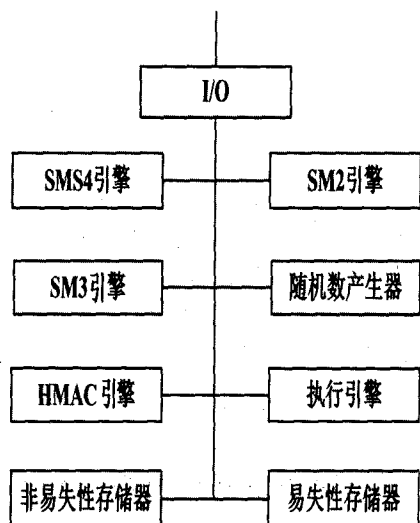 I/O
SMS4引擎
SM2引擎
SM3引擎
随机数产生器
HMAC引擎
执行引擎
非易失性存储器
易失性存储器